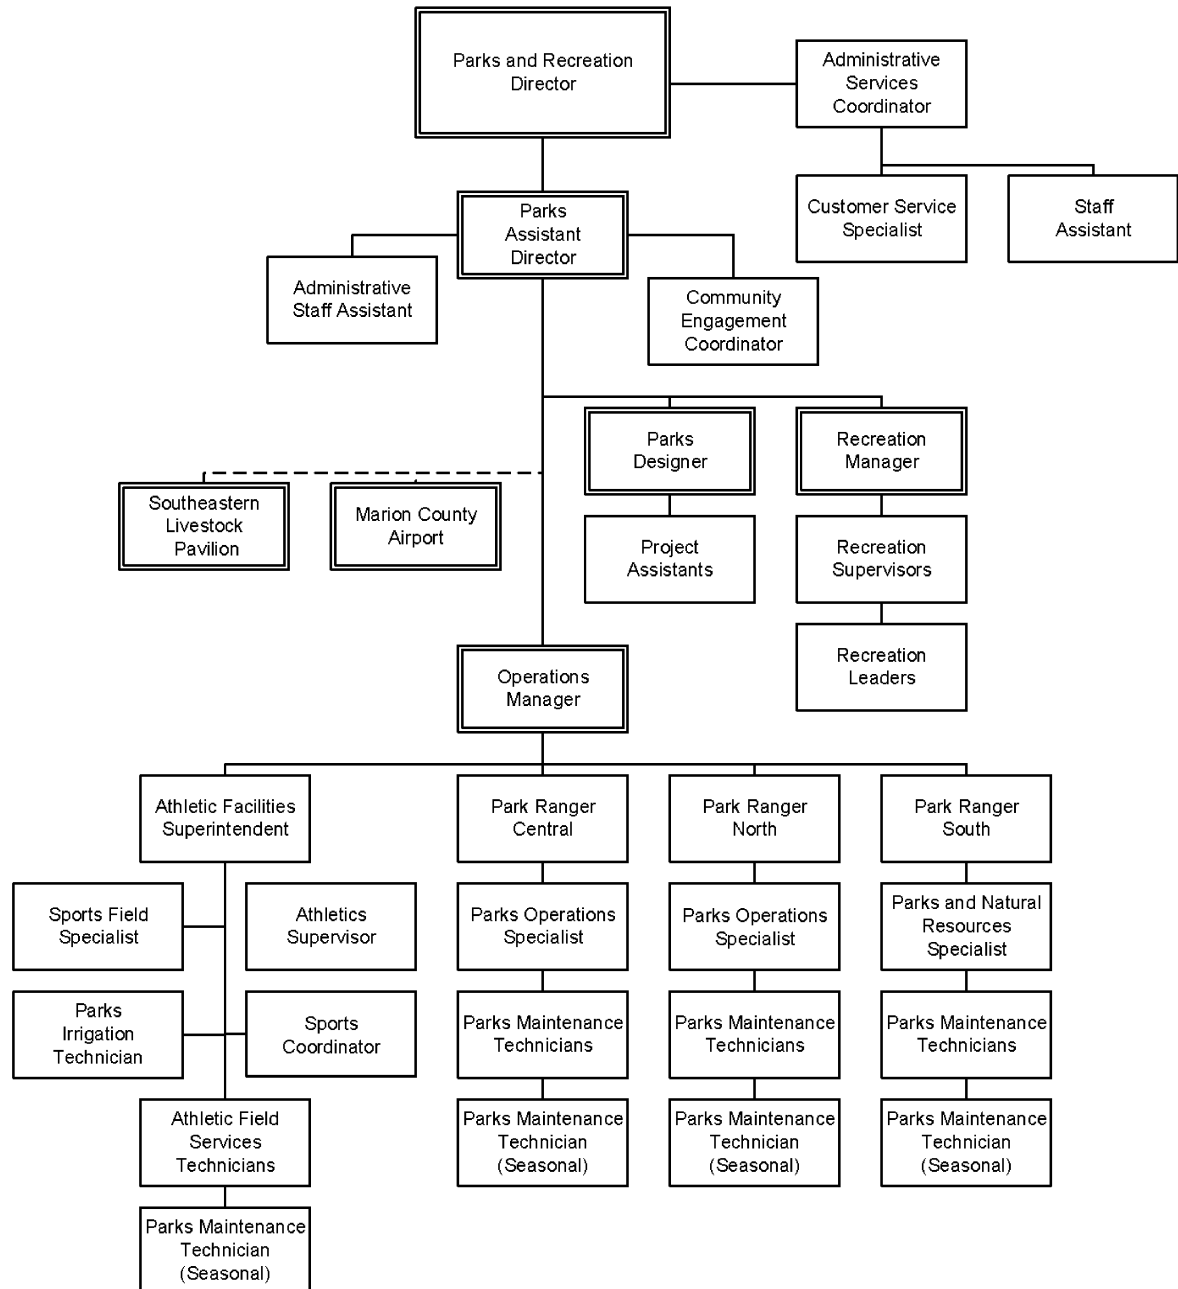 Parks and Recreation
Director
Administrative
Services
Coordinator
Customer Service
Specialist
Staff
Assistant
Parks
Assistant
Director
Administrative
Staff Assistant
Community
Engagement
Coordinator
Parks
Designer
Recreation
Manager
Southeastern
Livestock
Pavilion
Marion County
Airport
Project
Assistants
Recreation
Supervisors
Recreation
Leaders
Operations
Manager
Athletic Facilities
Superintendent
Park Ranger
Central
Park Ranger
North
Park Ranger
South
Sports Field
Specialist
Athletics
Supervisor
Parks Operations
Specialist
Parks Operations
Specialist
Parks and Natural
Resources
Specialist
Parks
Irrigation
Technician
Sports
Coordinator
Parks Maintenance
Technicians
Parks Maintenance
Technicians
Parks Maintenance
Technicians
Athletic Field
Services
Technicians
Parks Maintenance
Technician
(Seasonal)
Parks Maintenance
Technician
(Seasonal)
Parks Maintenance
Technician
(Seasonal)
Parks Maintenance
Technician
(Seasonal)